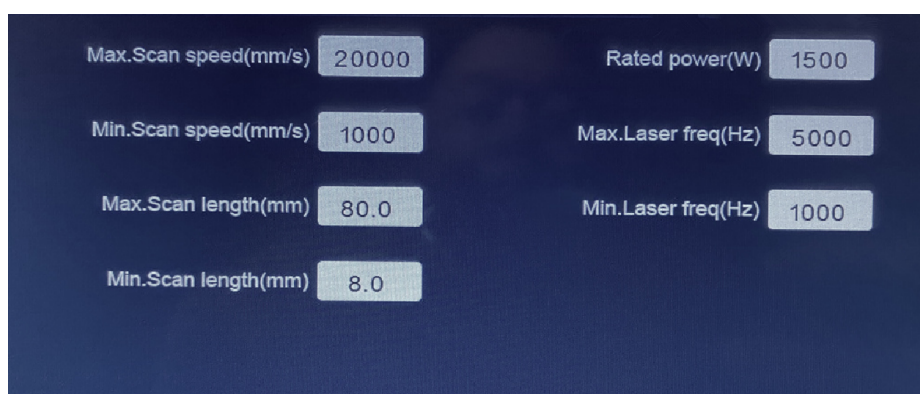 Max.Scan speed(mm/s) 20000
Rated power(W) 1500
Min.Scan speed(mm/s) 1000
Max.Laser freq(Hz) 5000
Max.Scan length(mm) 80.0
Min.Laser freq(Hz) 1000
Min.Scan length(mm) 8.0